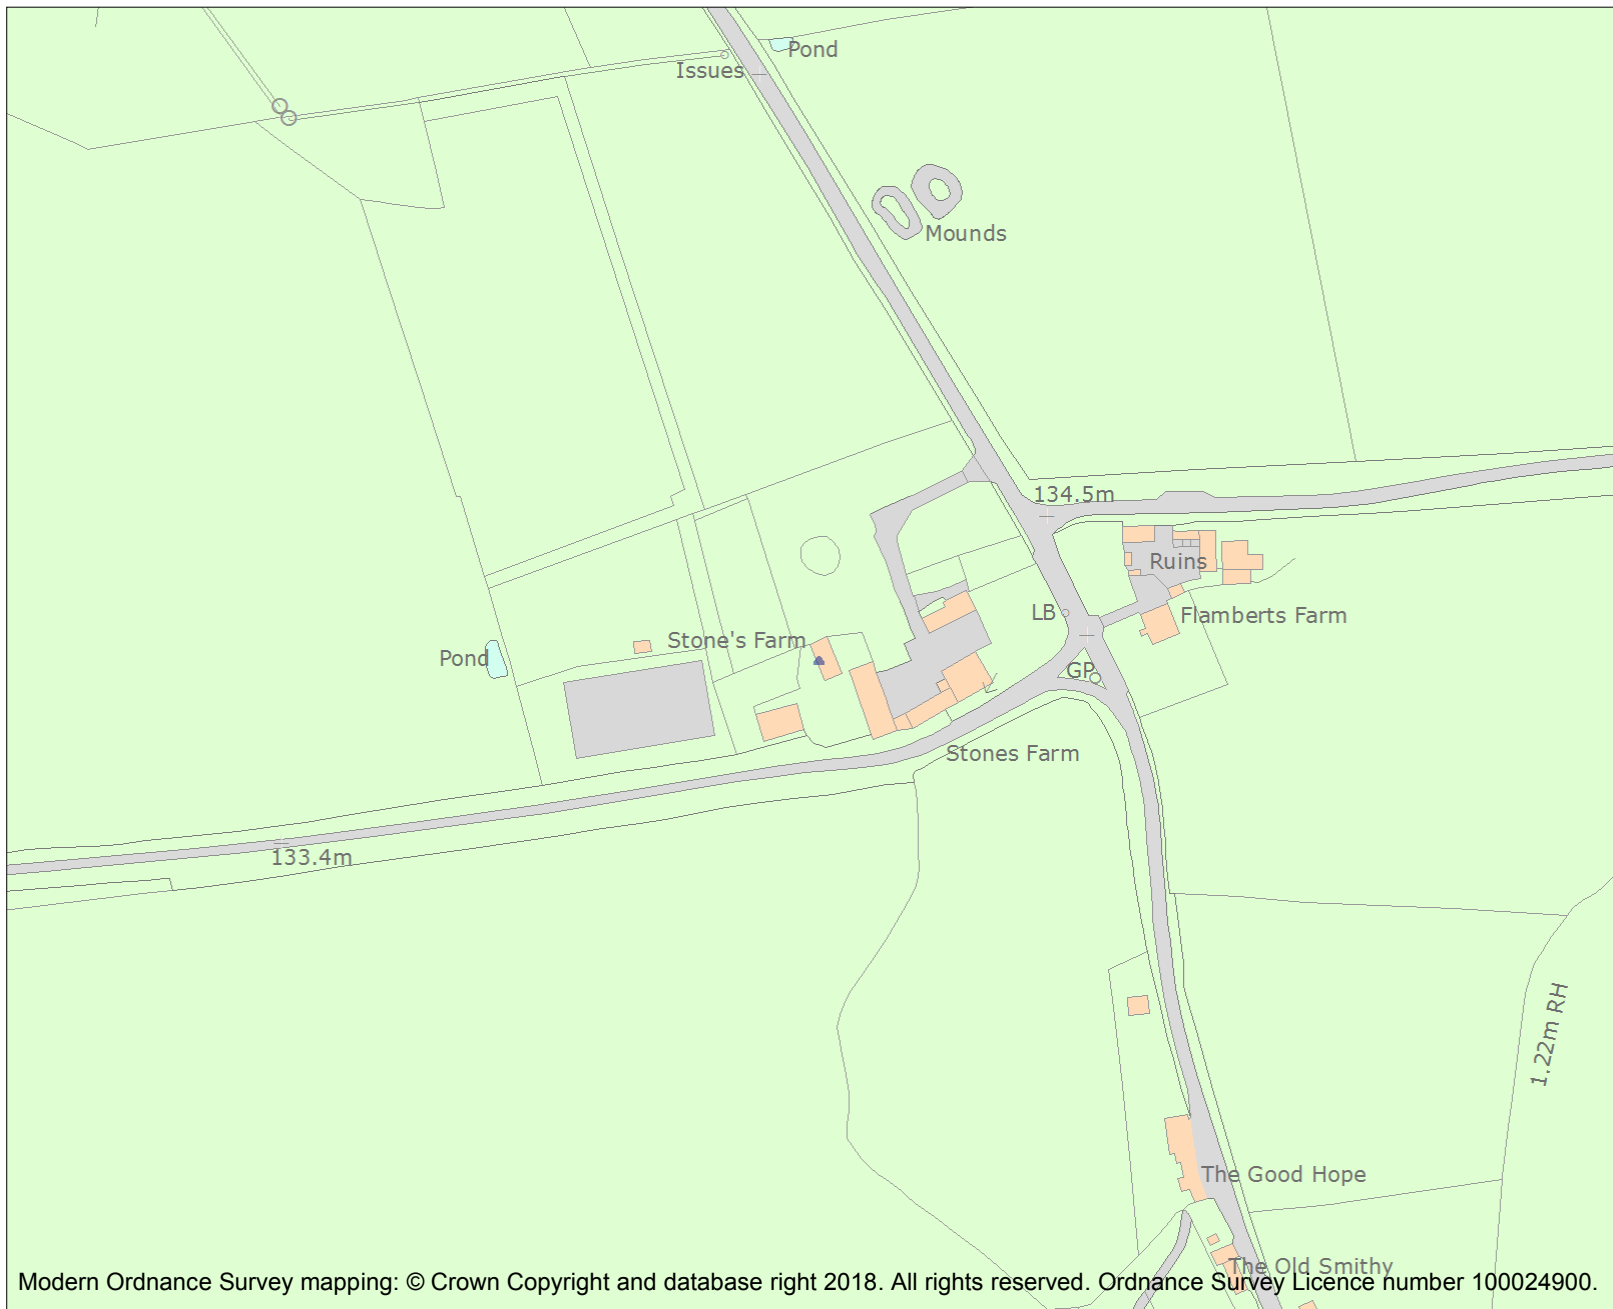 Pond
Issues
Mounds
134.5m
Ruins
LB
Flamberts Farm
Stone's Farm
Pond
GP
Stones Farm
133.4m
1.22m RH
The Good Hope
The Old Smithy
Modern Ordnance Survey mapping: © Crown Copyright and database right 2018. All rights reserved. Ordnance Survey Licence number 100024900.